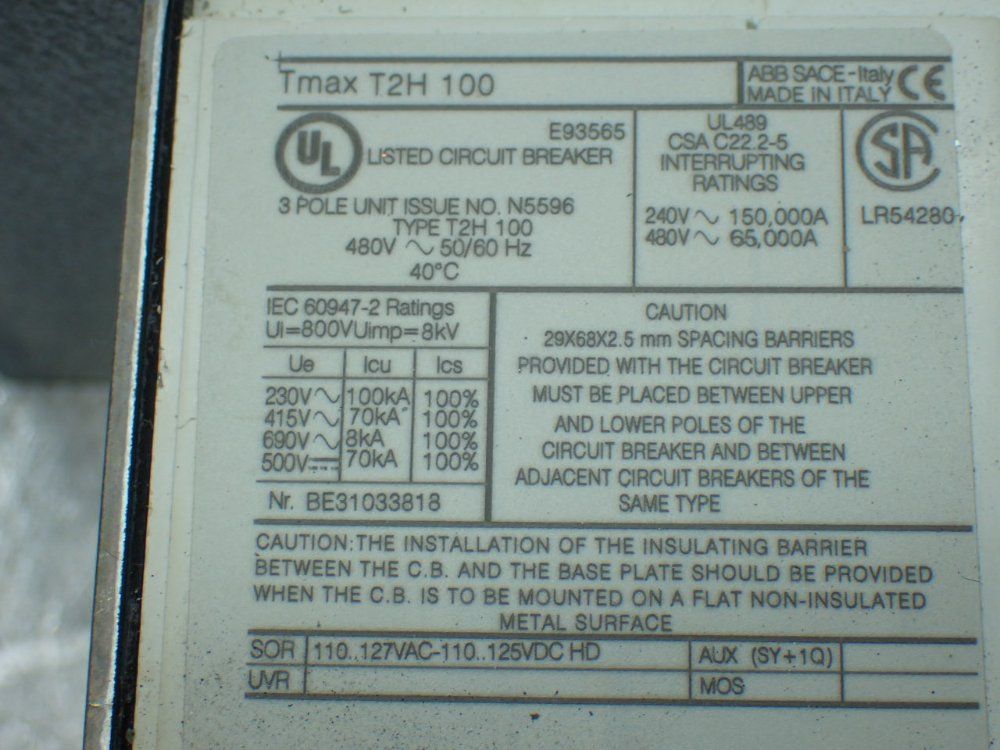 Tmax T2H 100
ABB SACE-Italy
MADE IN ITALY
CE
UL
E93565
LISTED CIRCUIT BREAKER
3 POLE UNIT ISSUE NO. N5596
TYPE T2H 100
480V ~ 50/60 Hz
40°C
UL489
CSA C22.2-5
INTERRUPTING
RATINGS
240V ~ 150,000A
480V ~ 65,000A
SA
LR54280
IEC 60947-2 Ratings
Ui=800V Uimp=8kV
Ue Icu Ics
230V ~ 100kA 100%
415V ~ 70kA 100%
690V ~ 8kA 100%
500V ⎓ 70kA 100%
Nr. BE31033818
CAUTION
29X68X2.5 mm SPACING BARRIERS
PROVIDED WITH THE CIRCUIT BREAKER
MUST BE PLACED BETWEEN UPPER
AND LOWER POLES OF THE
CIRCUIT BREAKER AND BETWEEN
ADJACENT CIRCUIT BREAKERS OF THE
SAME TYPE
CAUTION: THE INSTALLATION OF THE INSULATING BARRIER
BETWEEN THE C.B. AND THE BASE PLATE SHOULD BE PROVIDED
WHEN THE C.B. IS TO BE MOUNTED ON A FLAT NON-INSULATED
METAL SURFACE
SOR 110..127VAC-110..125VDC HD AUX (SY+1Q)
UVR MOS